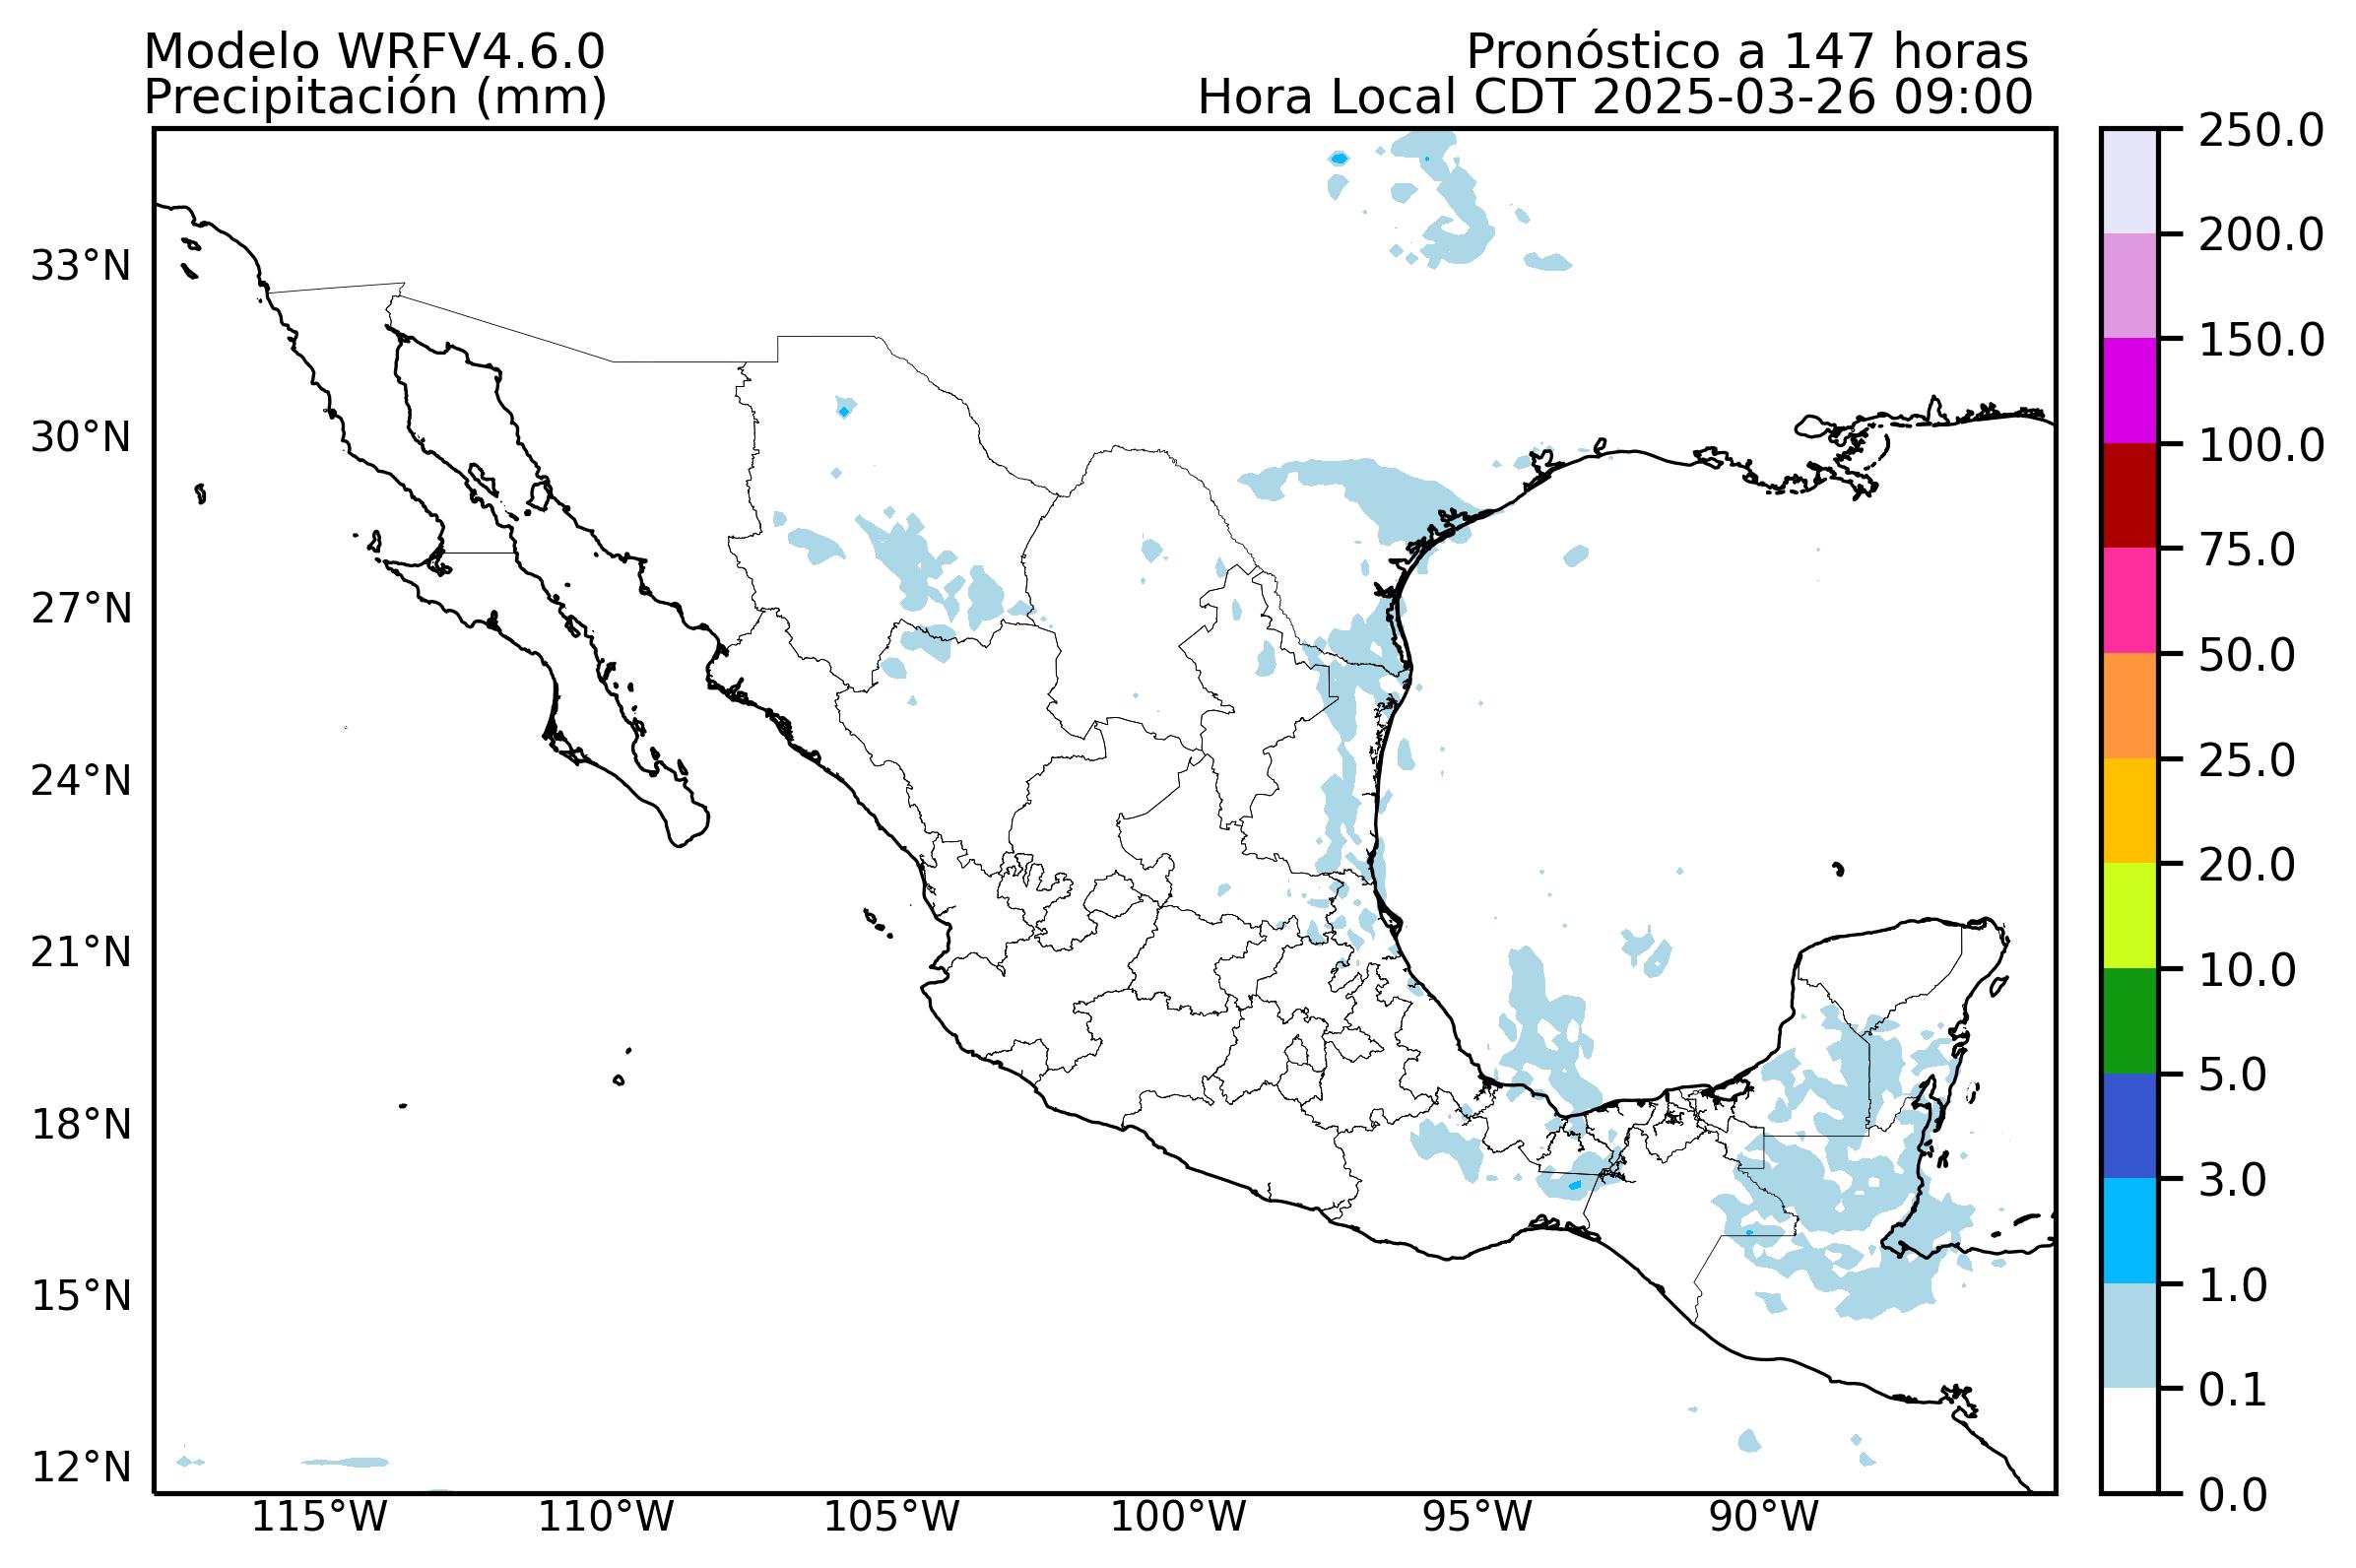 Modelo WRFV4.6.0
Precipitación (mm)
Pronóstico a 147 horas
Hora Local CDT 2025-03-26 09:00
33°N
30°N
27°N
24°N
21°N
18°N
15°N
12°N
115°W
110°W
105°W
100°W
95°W
90°W
250.0
200.0
150.0
100.0
75.0
50.0
25.0
20.0
10.0
5.0
3.0
1.0
0.1
0.0